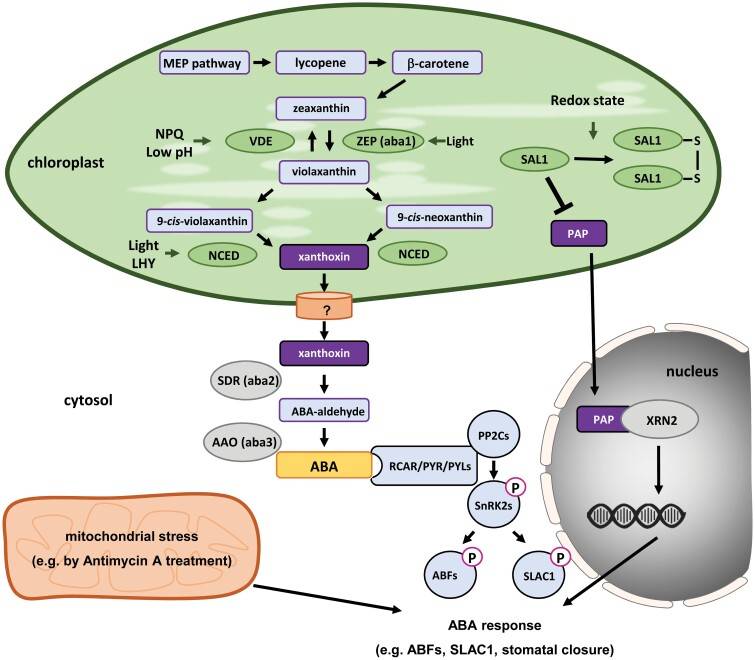 MEP pathway
lycopene
β-carotene
zeaxanthin
Redox state
NPQ
Low pH
VDE
ZEP (aba1)
Light
chloroplast
SAL1
SAL1
S
SAL1
S
violaxanthin
9-cis-violaxanthin
9-cis-neoxanthin
PAP
Light
LHY
NCED
xanthoxin
NCED
?
xanthoxin
nucleus
SDR (aba2)
cytosol
ABA-aldehyde
PAP
XRN2
AAO (aba3)
PP2Cs
ABA
RCAR/PYR/PYLs
P
SnRK2s
mitochondrial stress
(e.g. by Antimycin A treatment)
P
ABFs
P
SLAC1
ABA response
(e.g. ABFs, SLAC1, stomatal closure)